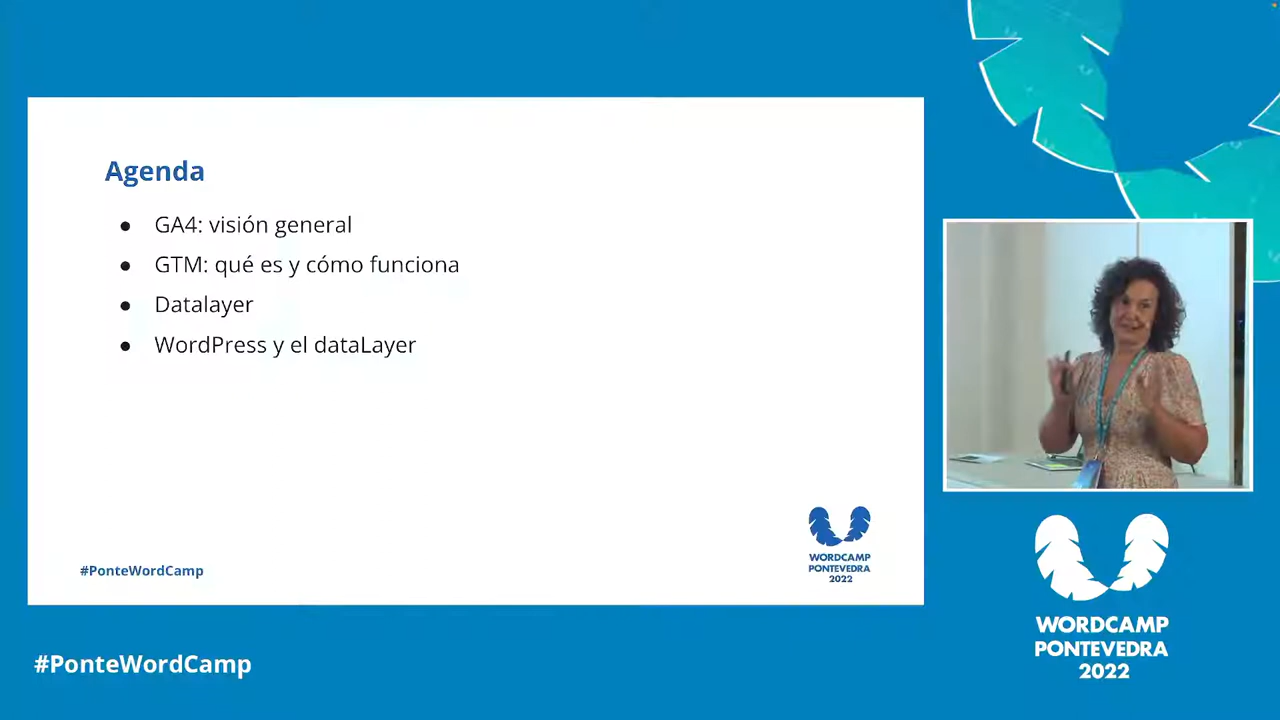 Agenda
● GA4: visión general
● GTM: qué es y cómo funciona
● Datalayer
● WordPress y el dataLayer
#PonteWordCamp
WORDCAMP
PONTEVEDRA
2022
#PonteWordCamp
WORDCAMP
PONTEVEDRA
2022